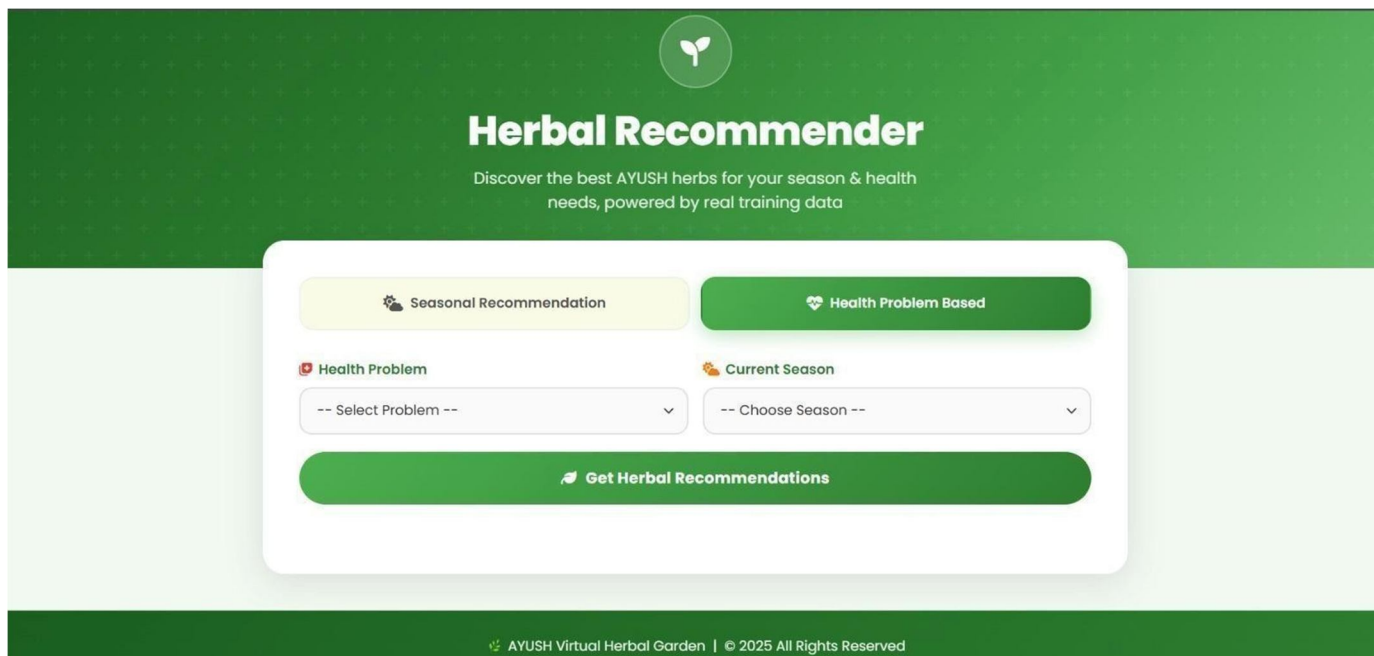 Herbal Recommender
Discover the best AYUSH herbs for your season & health
needs, powered by real training data
Seasonal Recommendation
Health Problem Based
Health Problem
Current Season
-- Select Problem --
-- Choose Season --
Get Herbal Recommendations
AYUSH Virtual Herbal Garden | © 2025 All Rights Reserved